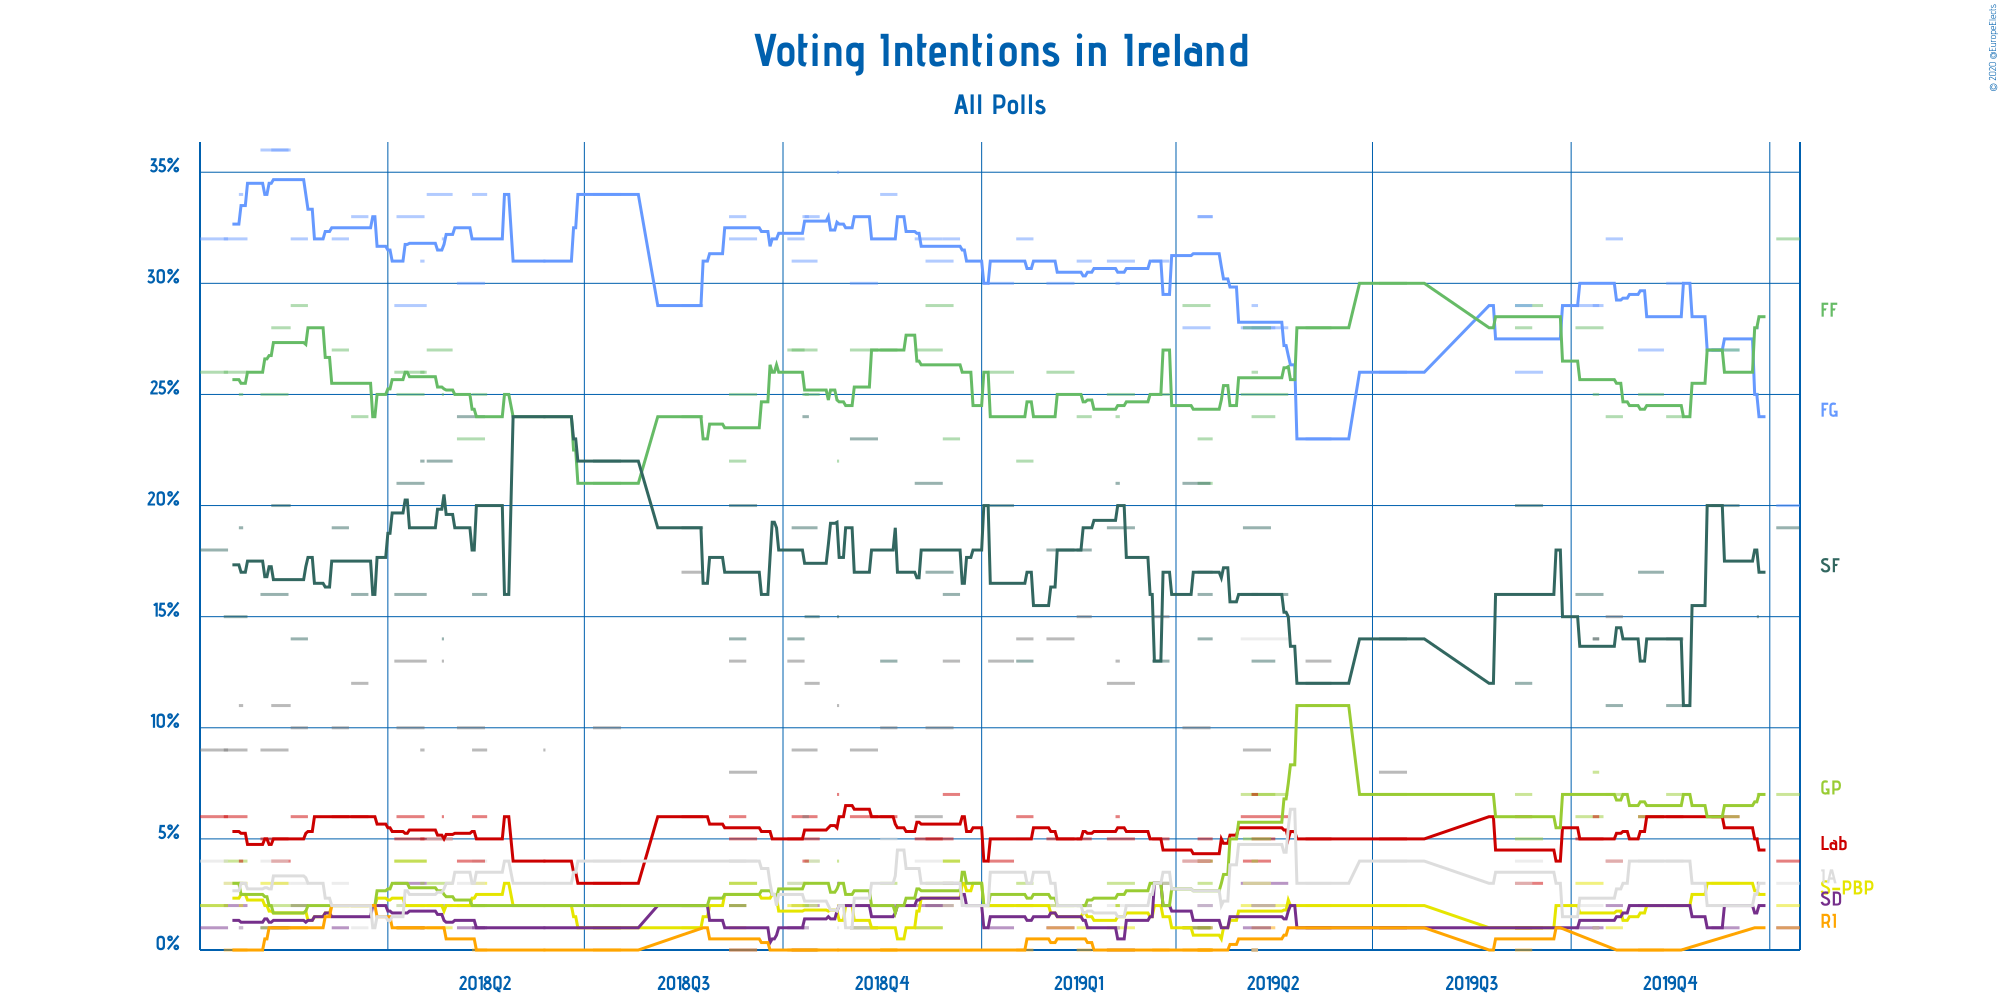 © 2020 @EuropeElects
Voting Intentions in Ireland
All Polls
35%
30%
25%
20%
15%
10%
5%
0%
FF
FG
SF
GP
Lab
IA
S-PBP
SD
RI
2018Q2
2018Q3
2018Q4
2019Q1
2019Q2
2019Q3
2019Q4